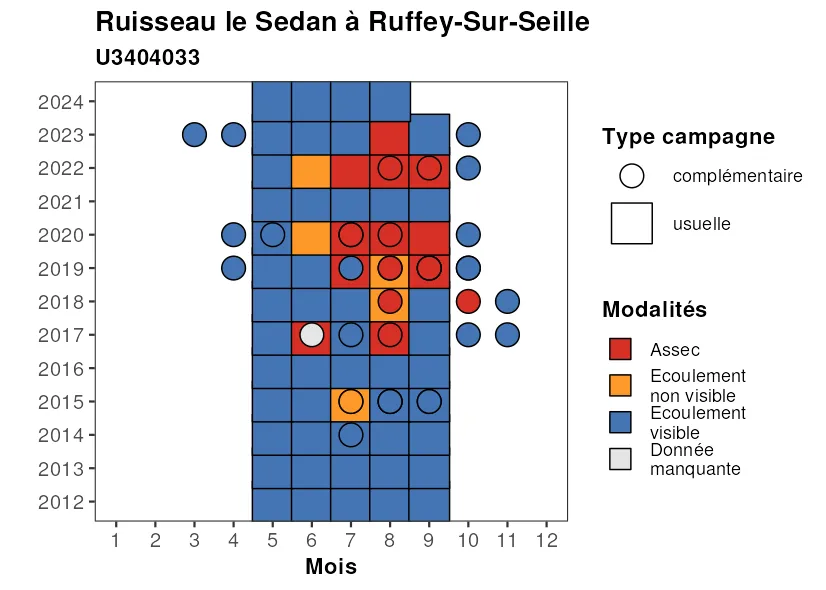 Ruisseau le Sedan à Ruffey-Sur-Seille
U3404033
2024
2023
2022
2021
2020
2019
2018
2017
2016
2015
2014
2013
2012
1 2 3 4 5 6 7 8 9 10 11 12
Mois
Type campagne
complémentaire
usuelle
Modalités
Assec
Ecoulement
non visible
Ecoulement
visible
Donnée
manquante